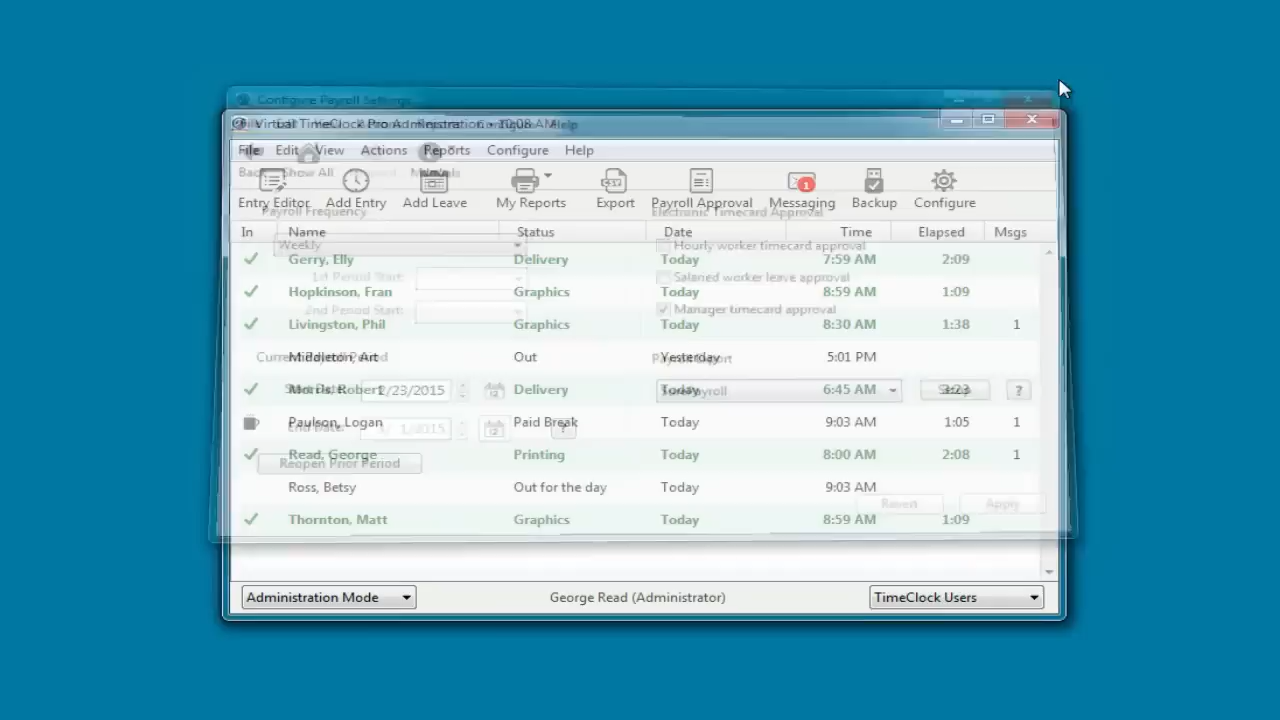 Configure Payroll Settings
Virtual TimeClock Pro Administration • 10:08 AM
File Edit View Actions Reports Configure Help
Show All
Entry Editor Add Entry Add Leave My Reports Export Payroll Approval Messaging Backup Configure
1
Payroll Frequency Electronic Timecard Approval
In Name Status Date Time Elapsed Msgs
Weekly Hourly worker timecard approval
Gerry, Elly Delivery Today 7:59 AM 2:09
1st Period Start: Salaried worker leave approval
Hopkinson, Fran Graphics Today 8:59 AM 1:09
2nd Period Start: Manager timecard approval
Livingston, Phil Graphics Today 8:30 AM 1:38 1
Middleton, Art Out Yesterday 5:01 PM
Morris, Robert Delivery Today 6:45 AM 3:23
2/23/2015 ?
Paulson, Logan Paid Break Today 9:03 AM 1:05 1
End Date: 1/2015 ?
Read, George Printing Today 8:00 AM 2:08 1
Reopen Prior Period
Ross, Betsy Out for the day Today 9:03 AM
Revert Apply
Thornton, Matt Graphics Today 8:59 AM 1:09
Administration Mode George Read (Administrator) TimeClock Users